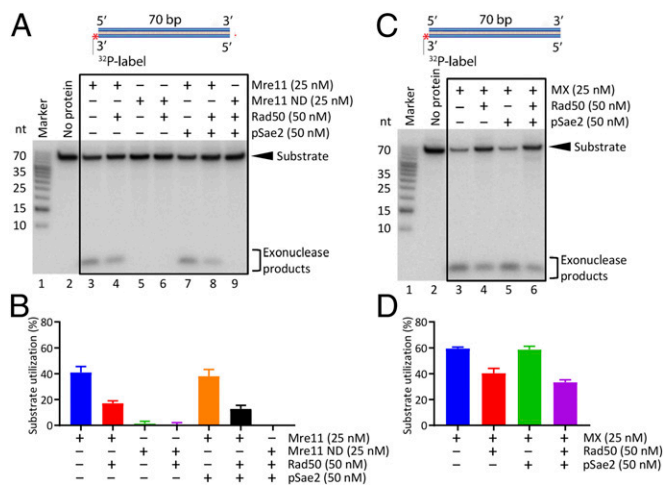 A
5′ 70 bp 3′
* 3′ 5′
32P-label
Mre11 (25 nM) + + – – + + –
Mre11 ND (25 nM) – – + + – – –
Rad50 (50 nM) – + – + – + +
pSae2 (50 nM) – – – – + + +
nt Marker No protein
70 Substrate
35
25
15
10
Exonuclease
products
1 2 3 4 5 6 7 8 9
B
Substrate utilization (%)
80
60
40
20
0
+ + – – + + – Mre11 (25 nM)
– – + + – – + Mre11 ND (25 nM)
– + – + – + + Rad50 (50 nM)
– – – – + + + pSae2 (50 nM)
C
5′ 70 bp 3′
* 3′ 5′
32P-label
MX (25 nM) + + + +
Rad50 (50 nM) – + – +
pSae2 (50 nM) – – + +
nt Marker No protein
70 Substrate
35
25
15
10
Exonuclease
products
1 2 3 4 5 6
D
Substrate utilization (%)
80
60
40
20
0
+ + + + MX (25 nM)
– + – + Rad50 (50 nM)
– – + + pSae2 (50 nM)